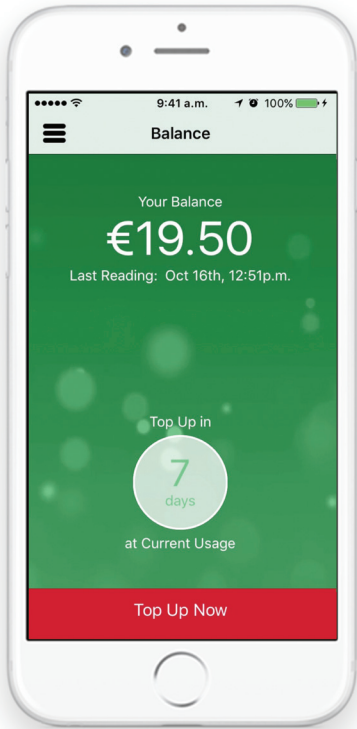 9:41 a.m.
100%
Balance
Your Balance
€19.50
Last Reading: Oct 16th, 12:51p.m.
Top Up in
7
days
at Current Usage
Top Up Now